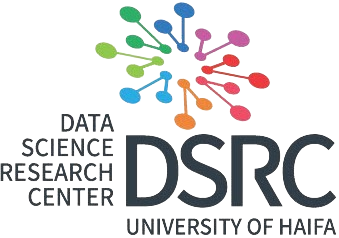 DATA
SCIENCE
RESEARCH
CENTER
DSRC
UNIVERSITY OF HAIFA